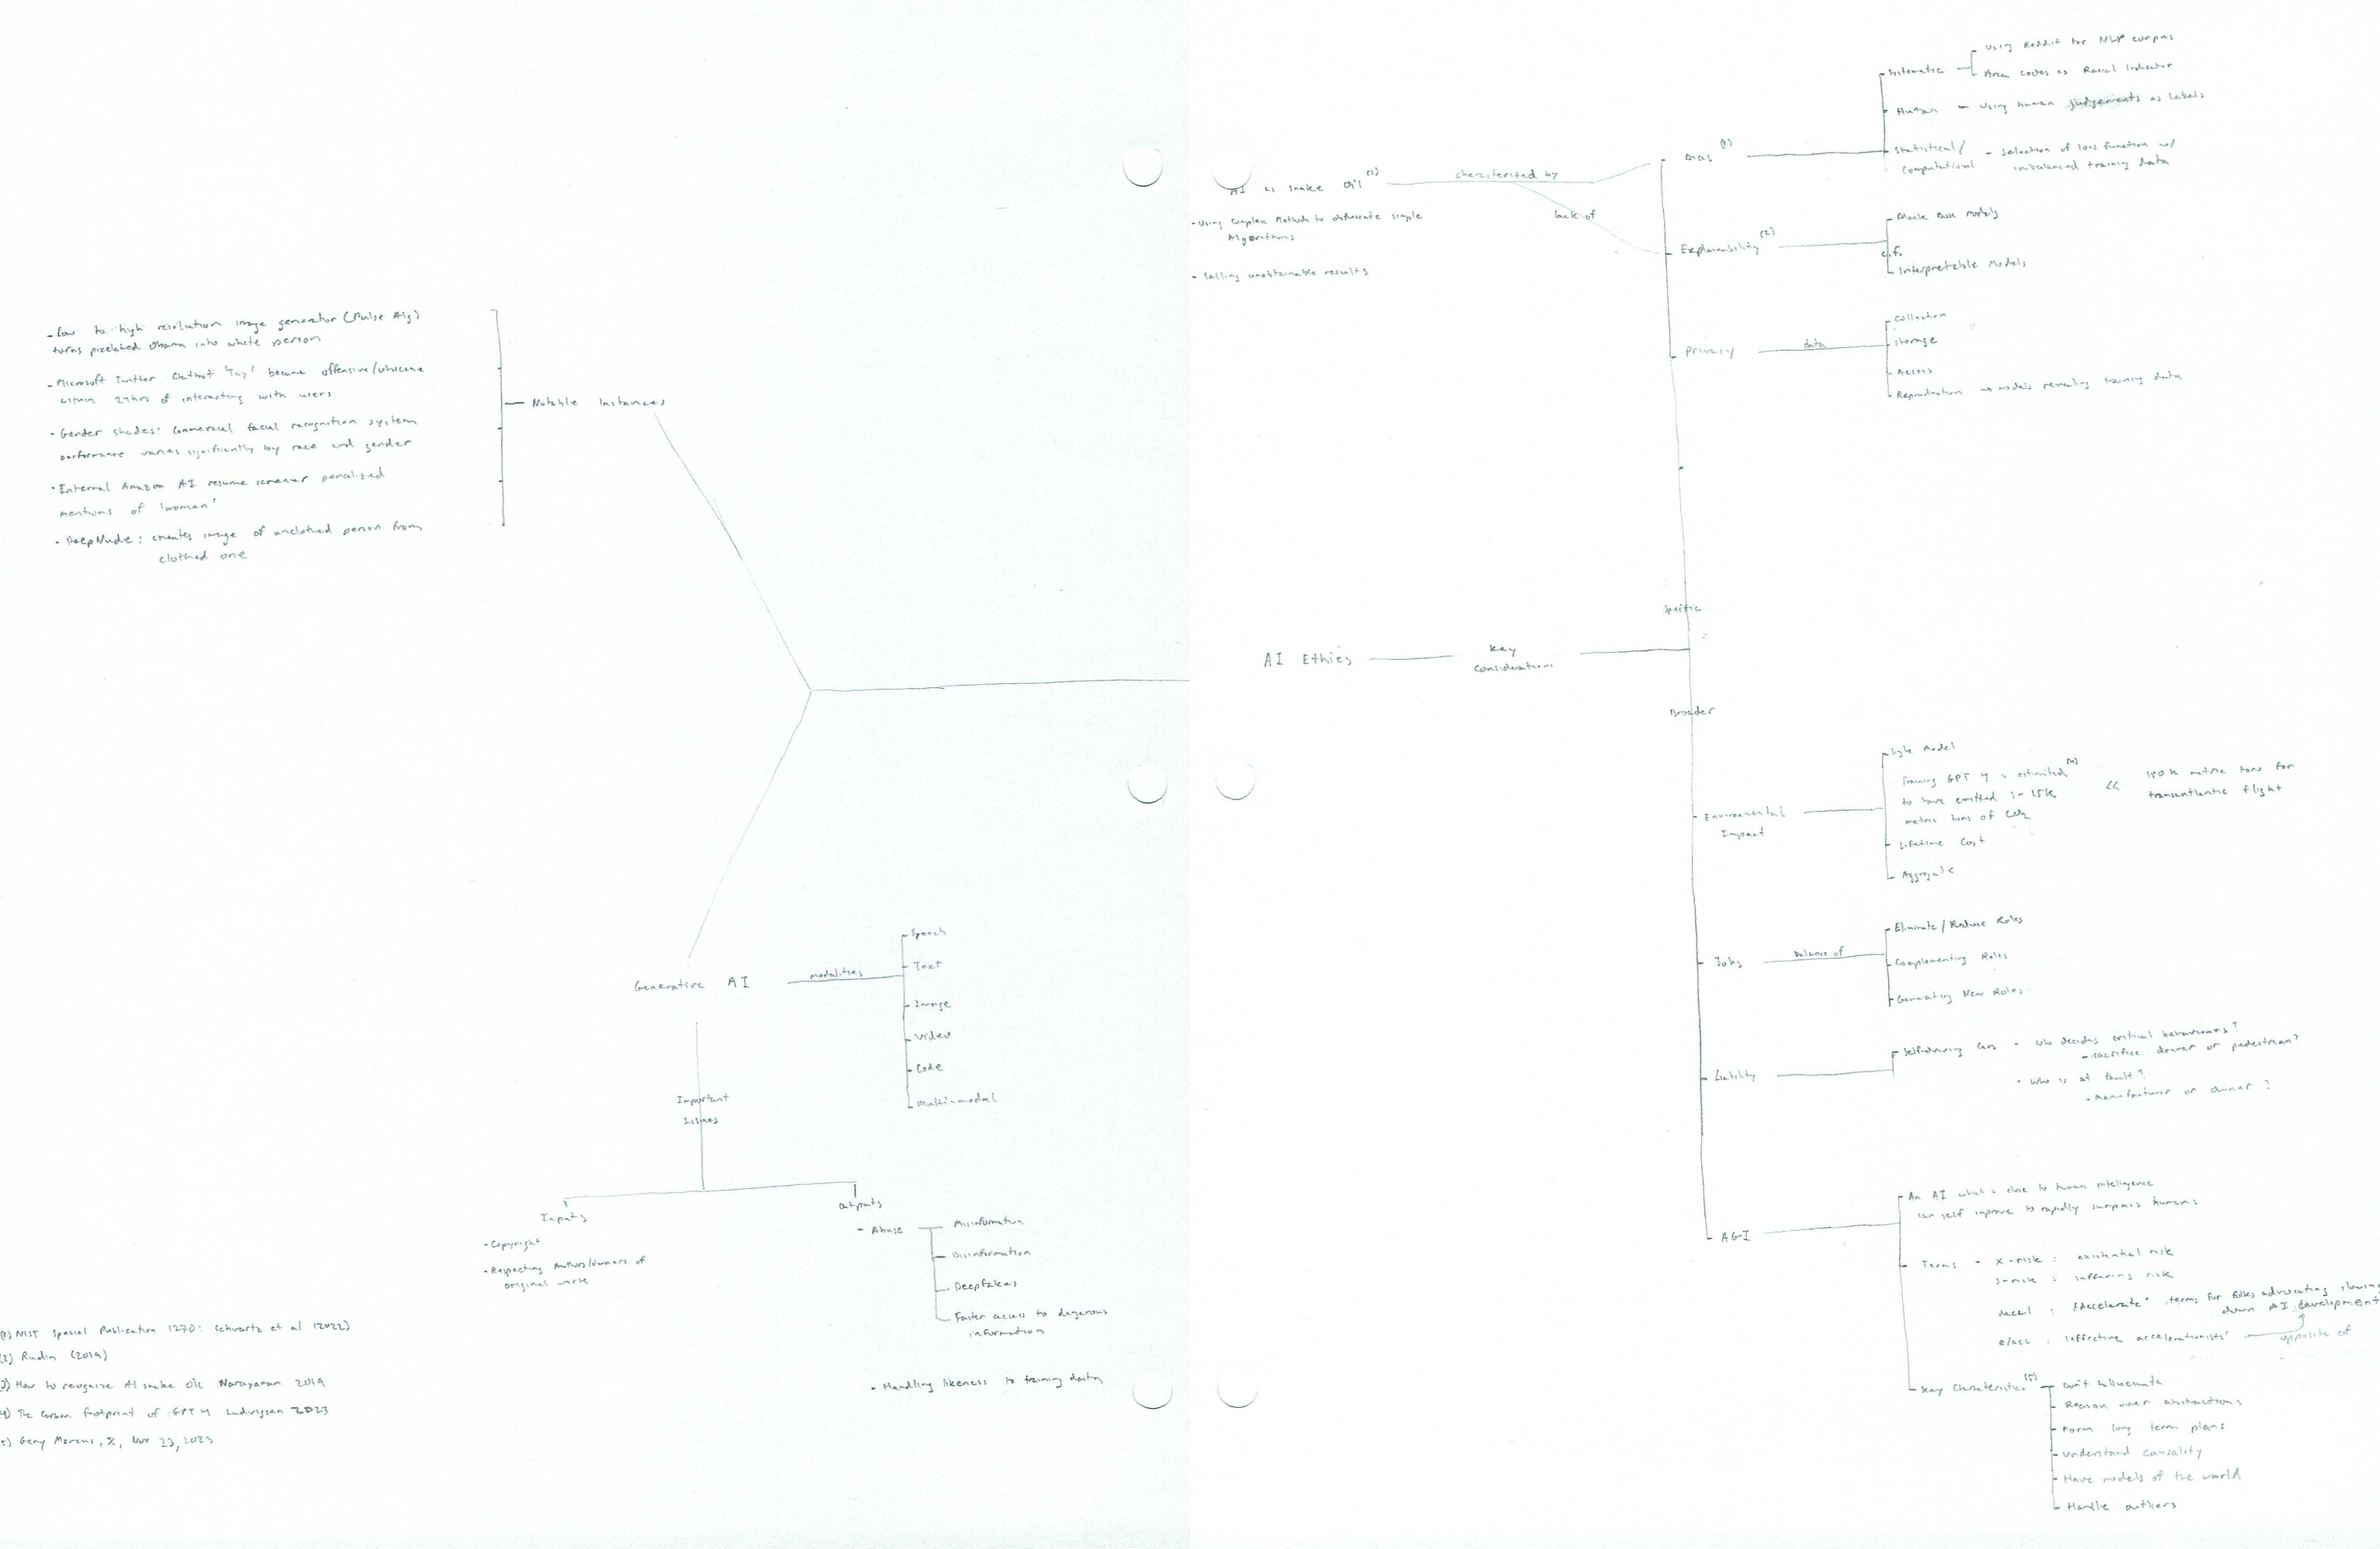 - Low to high resolution image generator (Pulse Alg)
turns pixelated Obama into white person
- Microsoft Twitter Chatbot 'Tay' became offensive/obscene
within 24hrs of interacting with users
- Gender shades: Commercial facial recognition system
performance varies significantly by race and gender
- Internal Amazon AI resume screener penalized
mentions of 'woman'
- DeepNude: creates image of unclothed person from
clothed one
Notable Instances
Generative AI
modalities
- Speech
- Text
- Image
- Video
- Code
- Multi-modal
Important
Issues
Inputs
- Copyright
- Respecting Authors/owners of
original work
outputs
- Abuse
Misinformation
Disinformation
Deepfakes
Faster access to dangerous
information
- Handling likeness to training data
(1) NIST Special Publication 1270: Schwartz et al (2022)
(2) Rudin (2019)
(3) How to recognize AI snake oil Narayanan 2019
(4) The Carbon footprint of GPT 4 Ludvigsen 2023
(5) Gary Marcus, X, Nov 23, 2023
AI as snake oil (3)
- Using Complex Methods to obfuscate simple
Algorithms
- Selling unobtainable results
characterized by
lack of
AI Ethics
Key
Considerations
Specific
Broader
Bias (1)
Systematic
Using Reddit for NLP corpus
Area codes as Racial Indicator
Human - Using human judgements as labels
Statistical/
Computational
- Selection of loss function w/
imbalanced training data
Explainability (2)
Black Box Models
c.f.
Interpretable Models
Privacy
data
Collection
Storage
Access
Reproduction → models revealing training data
Environmental
Impact
Single Model
Training GPT 4 is estimated (4)
to have emitted 1-15k
metric tons of CO2
<<
metric tons for
transatlantic flight
Lifetime Cost
Aggregate
Jobs
balance of
Eliminate / Reduce Roles
Complementing Roles
Generating New Roles
Liability
Self-driving Cars - who decides critical behaviours?
- sacrifice driver or pedestrian?
- who is at fault?
- manufacturer or owner?
AGI
An AI which is close to human intelligence
can self improve to rapidly surpass humans
Terms - x-risk : existential risk
s-risk : suffering risk
decel : 'decelerate' terms for folks advocating slowing
down AI development
e/acc : 'effective accelerationists'
opposite of
Key Characteristic (5)
Don't hallucinate
Reason over abstractions
Form long term plans
Understand causality
Have models of the world
Handle outliers